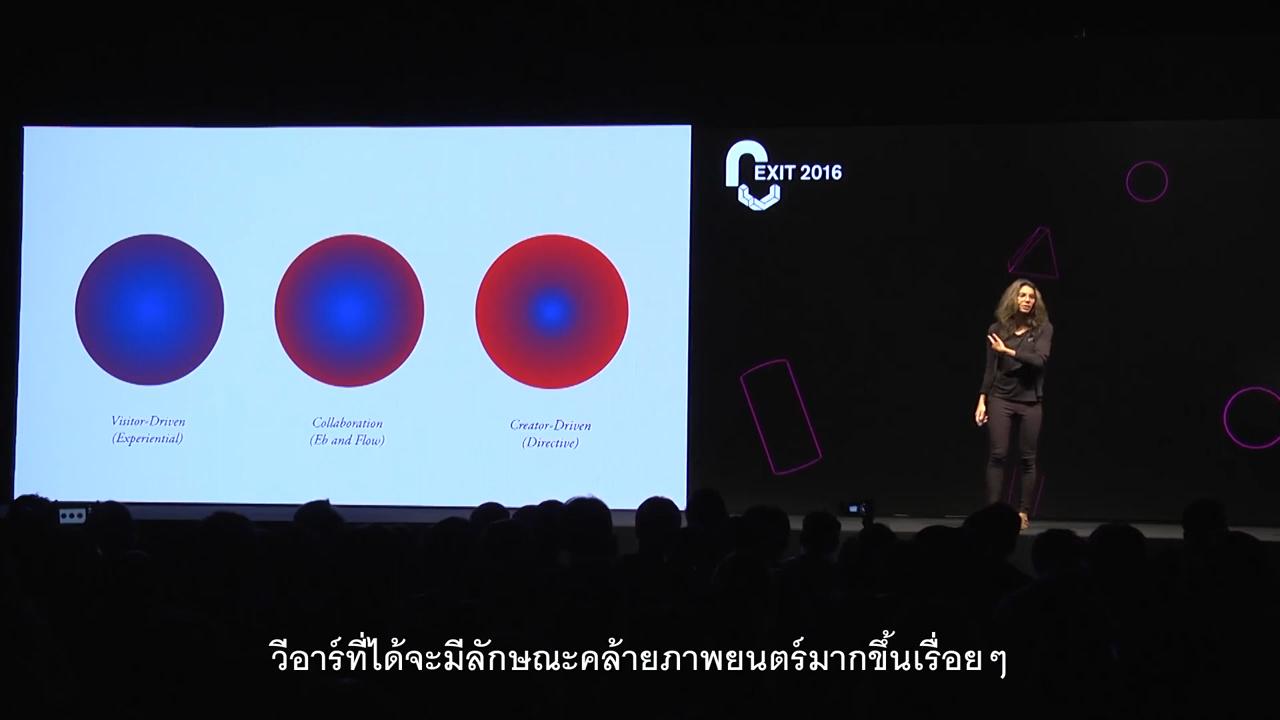 EXIT 2016
Visitor-Driven
(Experiential)
Collaboration
(Eb and Flow)
Creator-Driven
(Directive)
วีอาร์ที่ได้จะมีลักษณะคล้ายภาพยนตร์มากขึ้นเรื่อย ๆ